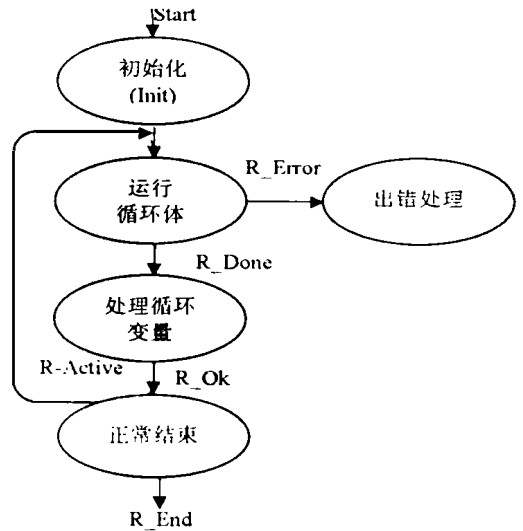 Start
初始化
(Init)
运行
循环体
R_Error
出错处理
R_Done
处理循环
变量
R-Active
R_Ok
正常结束
R_End